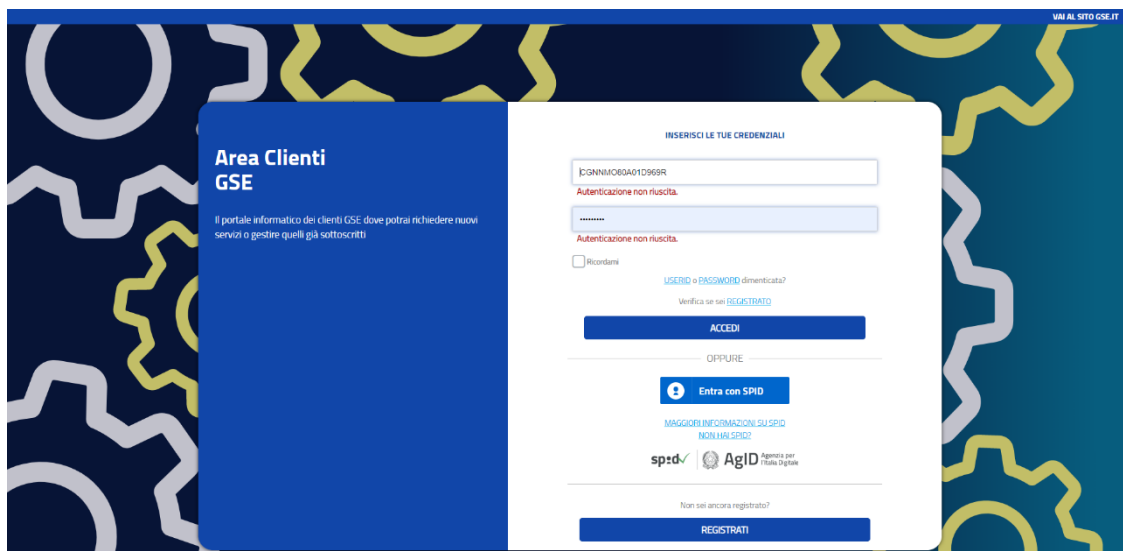 VAI AL SITO GSE.IT
Area Clienti
GSE
Il portale informatico dei clienti GSE dove potrai richiedere nuovi
servizi o gestire quelli già sottoscritti
INSERISCI LE TUE CREDENZIALI
CGNNMO80A01D969R
Autenticazione non riuscita.
•••••••••
Autenticazione non riuscita.
Ricordami
USERID o PASSWORD dimenticata?
Verifica se sei REGISTRATO
ACCEDI
OPPURE
Entra con SPID
MAGGIORI INFORMAZIONI SU SPID
NON HAI SPID?
spid AgID Agenzia per
l'Italia Digitale
Non sei ancora registrato?
REGISTRATI